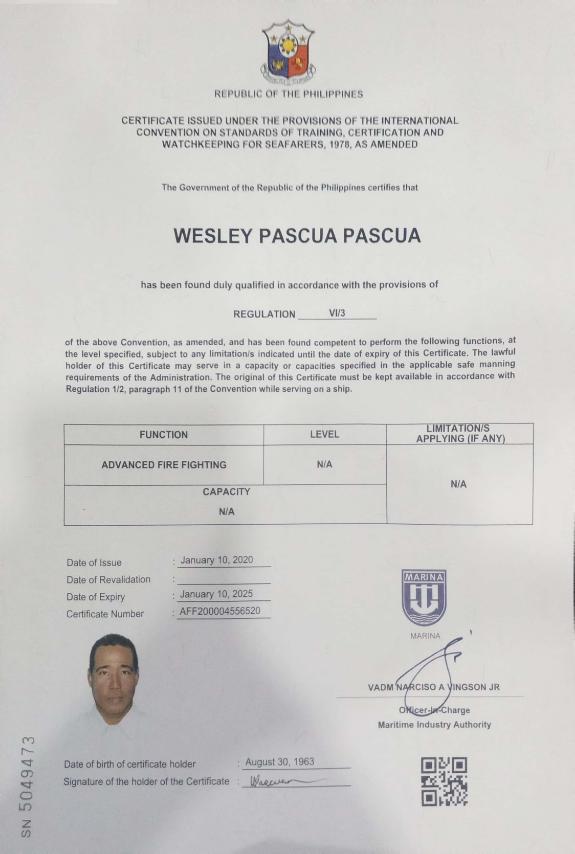 REPUBLIC OF THE PHILIPPINES
CERTIFICATE ISSUED UNDER THE PROVISIONS OF THE INTERNATIONAL
CONVENTION ON STANDARDS OF TRAINING, CERTIFICATION AND
WATCHKEEPING FOR SEAFARERS, 1978, AS AMENDED
The Government of the Republic of the Philippines certifies that
WESLEY PASCUA PASCUA
has been found duly qualified in accordance with the provisions of
REGULATION VI/3
of the above Convention, as amended, and has been found competent to perform the following functions, at
the level specified, subject to any limitation/s indicated until the date of expiry of this Certificate. The lawful
holder of this Certificate may serve in a capacity or capacities specified in the applicable safe manning
requirements of the Administration. The original of this Certificate must be kept available in accordance with
Regulation 1/2, paragraph 11 of the Convention while serving on a ship.
FUNCTION LEVEL LIMITATION/S
APPLYING (IF ANY)
ADVANCED FIRE FIGHTING N/A N/A
CAPACITY
N/A
Date of Issue : January 10, 2020
Date of Revalidation :
Date of Expiry : January 10, 2025
Certificate Number : AFF200004556520
MARINA
MARINA
VADM NARCISO A VINGSON JR
Officer-In-Charge
Maritime Industry Authority
Date of birth of certificate holder : August 30, 1963
Signature of the holder of the Certificate :
SN 5049473